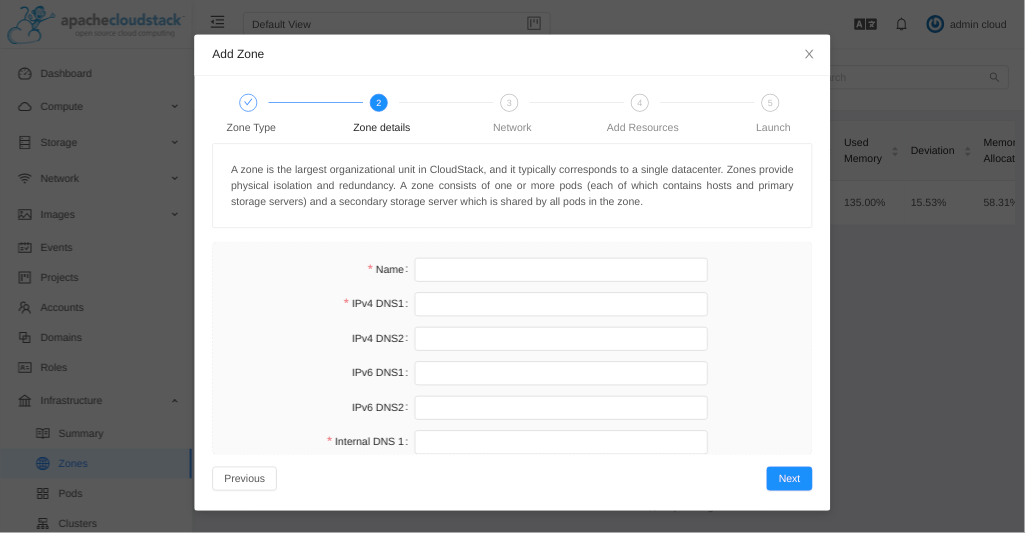 apachecloudstack
open source cloud computing
Default View
admin cloud
Add Zone
Dashboard
Compute
Storage
Network
Images
Events
Projects
Accounts
Domains
Roles
Infrastructure
Summary
Zones
Pods
Clusters
2
3
4
5
Zone Type
Zone details
Network
Add Resources
Launch
A zone is the largest organizational unit in CloudStack, and it typically corresponds to a single datacenter. Zones provide
physical isolation and redundancy. A zone consists of one or more pods (each of which contains hosts and primary
storage servers) and a secondary storage server which is shared by all pods in the zone.
* Name :
* IPv4 DNS1 :
IPv4 DNS2 :
IPv6 DNS1 :
IPv6 DNS2 :
* Internal DNS 1 :
Previous
Next
Used
Memory
Deviation
135.00%
15.53%
58.31%